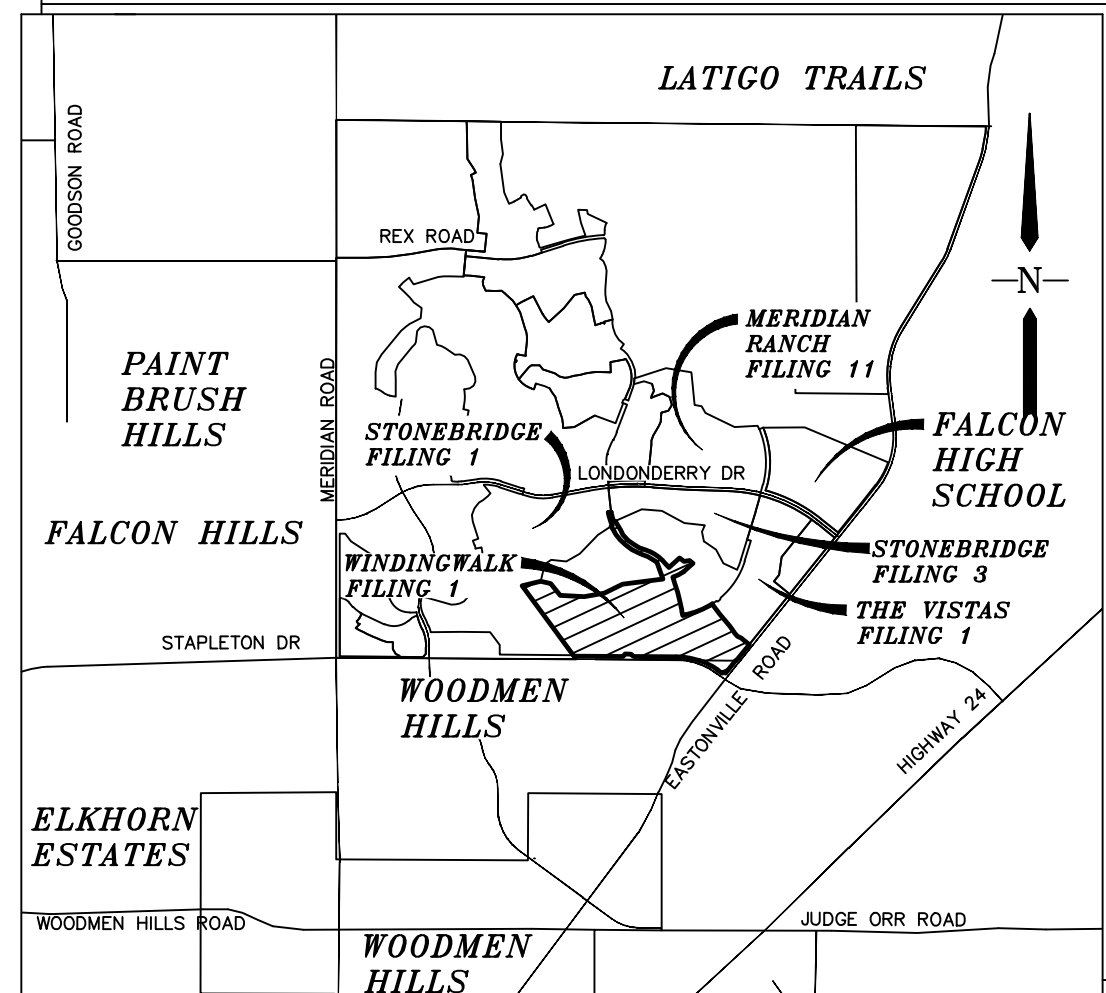 LATIGO TRAILS
GOODSON ROAD
REX ROAD
N
MERIDIAN
RANCH
FILING 11
PAINT
BRUSH
HILLS
MERIDIAN ROAD
STONEBRIDGE
FILING 1
FALCON
HIGH
SCHOOL
LONDONDERRY DR
FALCON HILLS
STONEBRIDGE
FILING 3
WINDINGWALK
FILING 1
THE VISTAS
FILING 1
STAPLETON DR
WOODMEN
HILLS
EASTONVILLE ROAD
HIGHWAY 24
ELKHORN
ESTATES
WOODMEN HILLS ROAD
JUDGE ORR ROAD
WOODMEN
HILLS